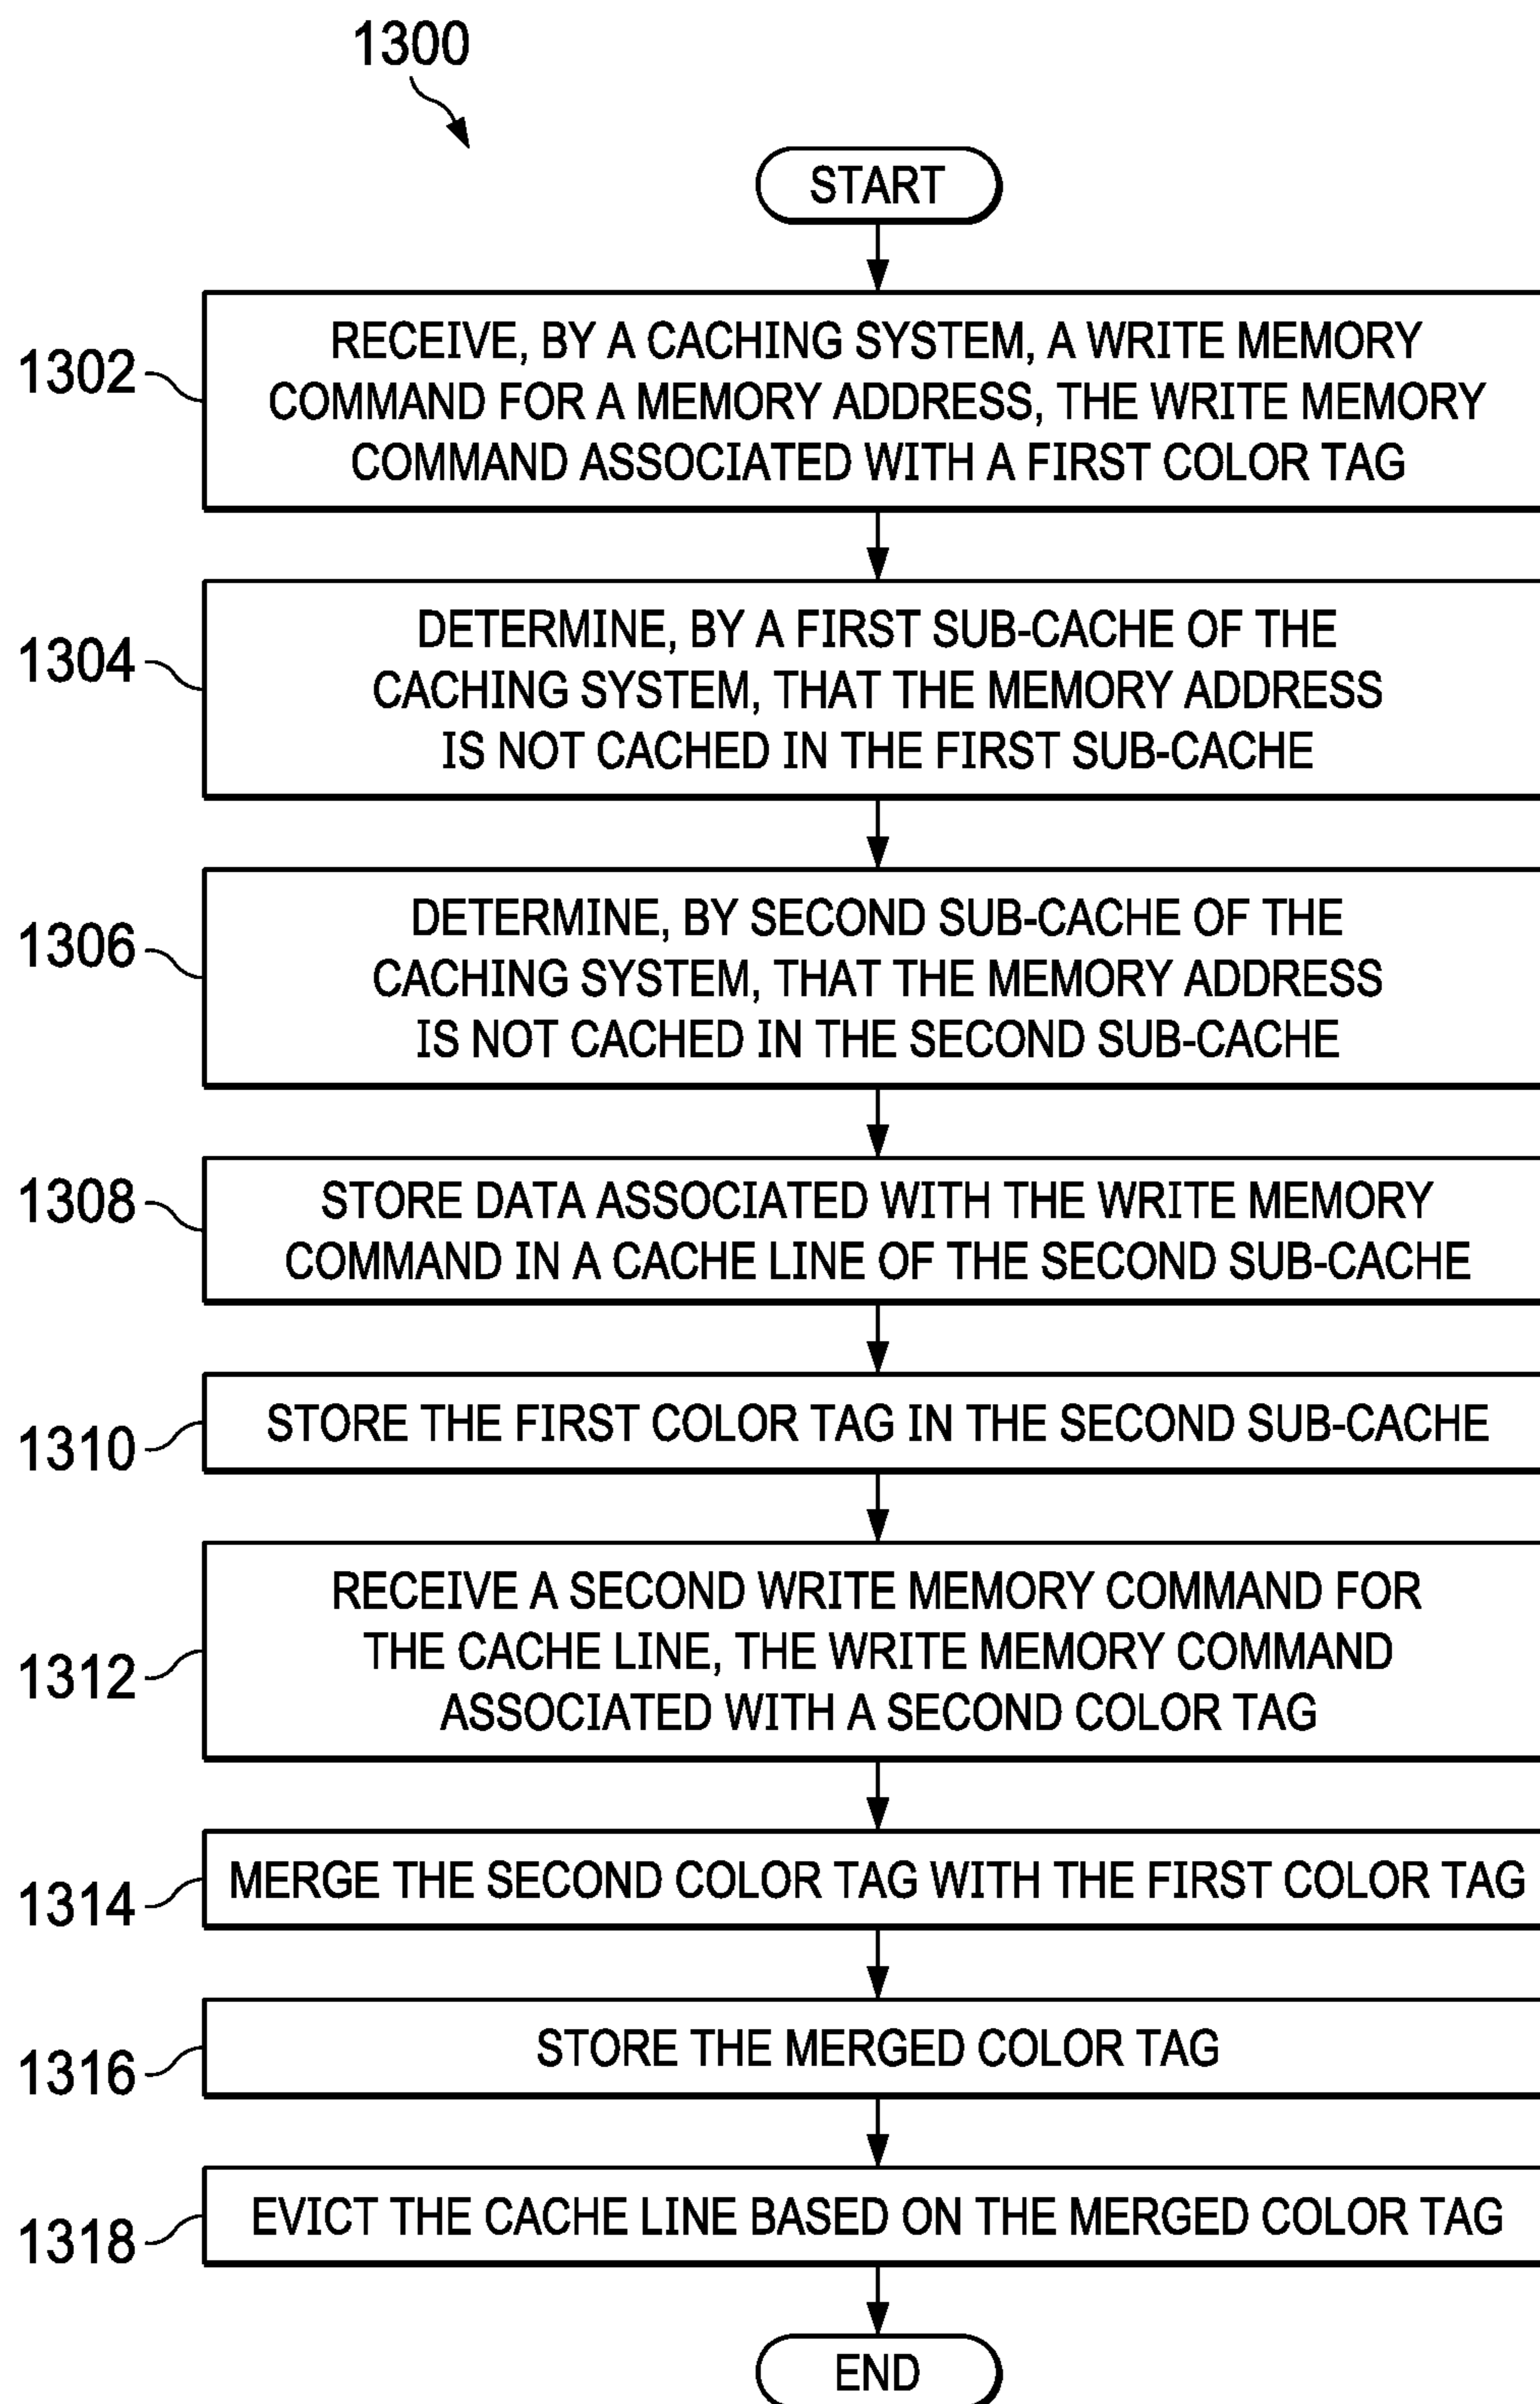 1300
START
1302
RECEIVE, BY A CACHING SYSTEM, A WRITE MEMORY
COMMAND FOR A MEMORY ADDRESS, THE WRITE MEMORY
COMMAND ASSOCIATED WITH A FIRST COLOR TAG
1304
DETERMINE, BY A FIRST SUB-CACHE OF THE
CACHING SYSTEM, THAT THE MEMORY ADDRESS
IS NOT CACHED IN THE FIRST SUB-CACHE
1306
DETERMINE, BY SECOND SUB-CACHE OF THE
CACHING SYSTEM, THAT THE MEMORY ADDRESS
IS NOT CACHED IN THE SECOND SUB-CACHE
1308
STORE DATA ASSOCIATED WITH THE WRITE MEMORY
COMMAND IN A CACHE LINE OF THE SECOND SUB-CACHE
1310
STORE THE FIRST COLOR TAG IN THE SECOND SUB-CACHE
1312
RECEIVE A SECOND WRITE MEMORY COMMAND FOR
THE CACHE LINE, THE WRITE MEMORY COMMAND
ASSOCIATED WITH A SECOND COLOR TAG
1314
MERGE THE SECOND COLOR TAG WITH THE FIRST COLOR TAG
1316
STORE THE MERGED COLOR TAG
1318
EVICT THE CACHE LINE BASED ON THE MERGED COLOR TAG
END